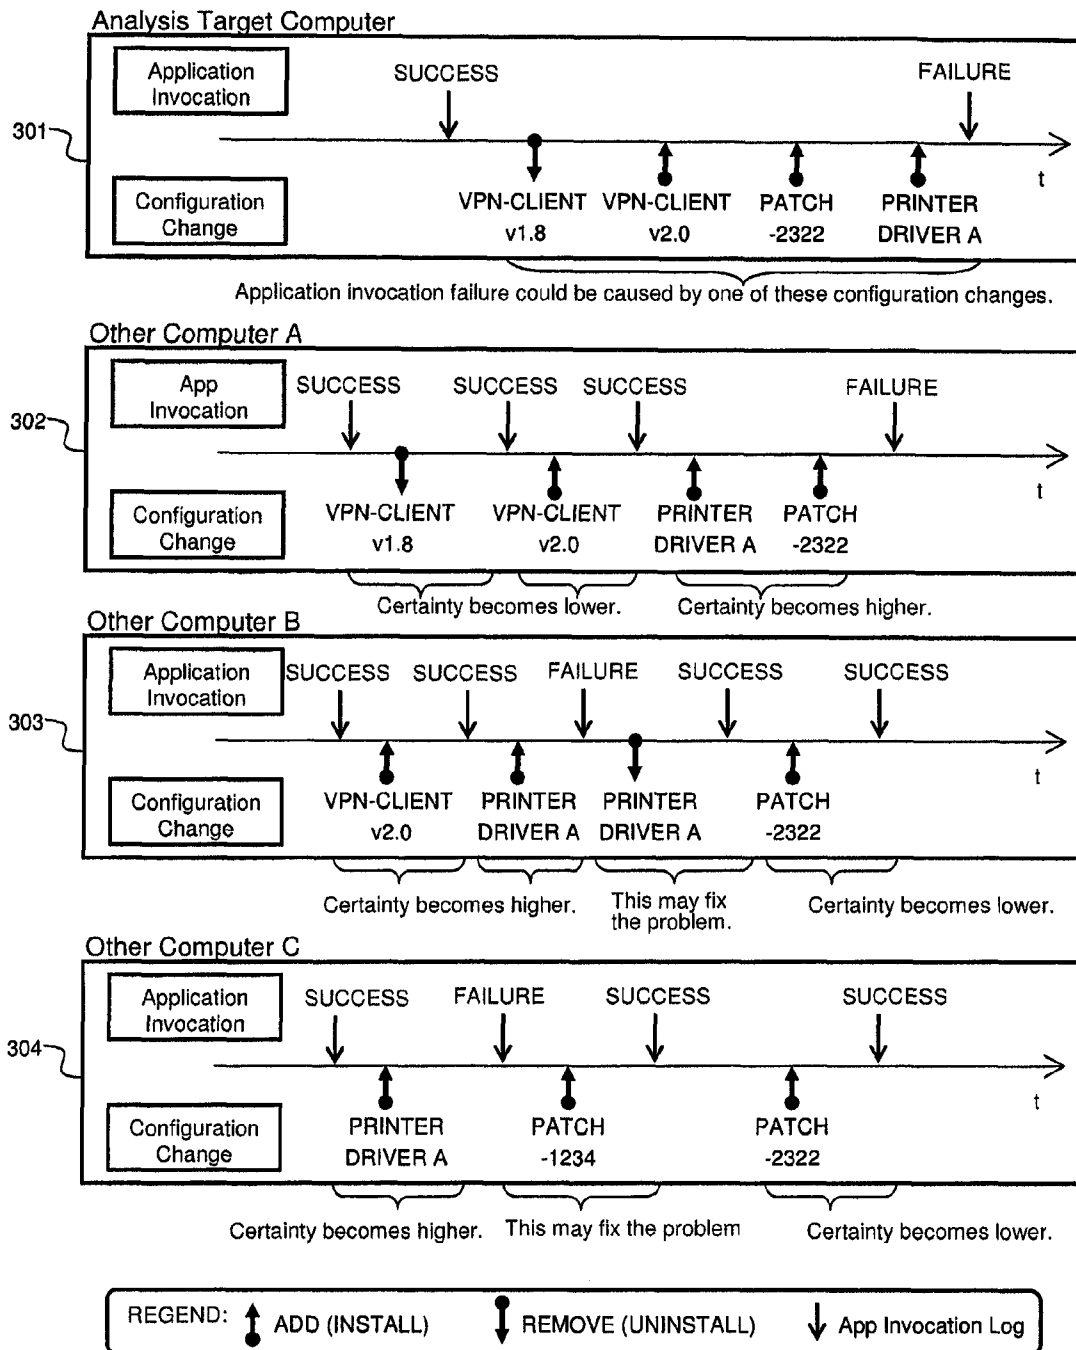 Analysis Target Computer
Application
Invocation
SUCCESS
FAILURE
301
t
Configuration
Change
VPN-CLIENT
v1.8
VPN-CLIENT
v2.0
PATCH
-2322
PRINTER
DRIVER A
Application invocation failure could be caused by one of these configuration changes.
Other Computer A
App
Invocation
SUCCESS
SUCCESS
SUCCESS
FAILURE
302
t
Configuration
Change
VPN-CLIENT
v1.8
VPN-CLIENT
v2.0
PRINTER
DRIVER A
PATCH
-2322
Certainty becomes lower.
Certainty becomes higher.
Other Computer B
Application
Invocation
SUCCESS
SUCCESS
FAILURE
SUCCESS
SUCCESS
303
t
Configuration
Change
VPN-CLIENT
v2.0
PRINTER
DRIVER A
PRINTER
DRIVER A
PATCH
-2322
Certainty becomes higher.
This may fix
the problem.
Certainty becomes lower.
Other Computer C
Application
Invocation
SUCCESS
FAILURE
SUCCESS
SUCCESS
304
t
Configuration
Change
PRINTER
DRIVER A
PATCH
-1234
PATCH
-2322
Certainty becomes higher.
This may fix the problem
Certainty becomes lower.
REGEND:
ADD (INSTALL)
REMOVE (UNINSTALL)
App Invocation Log